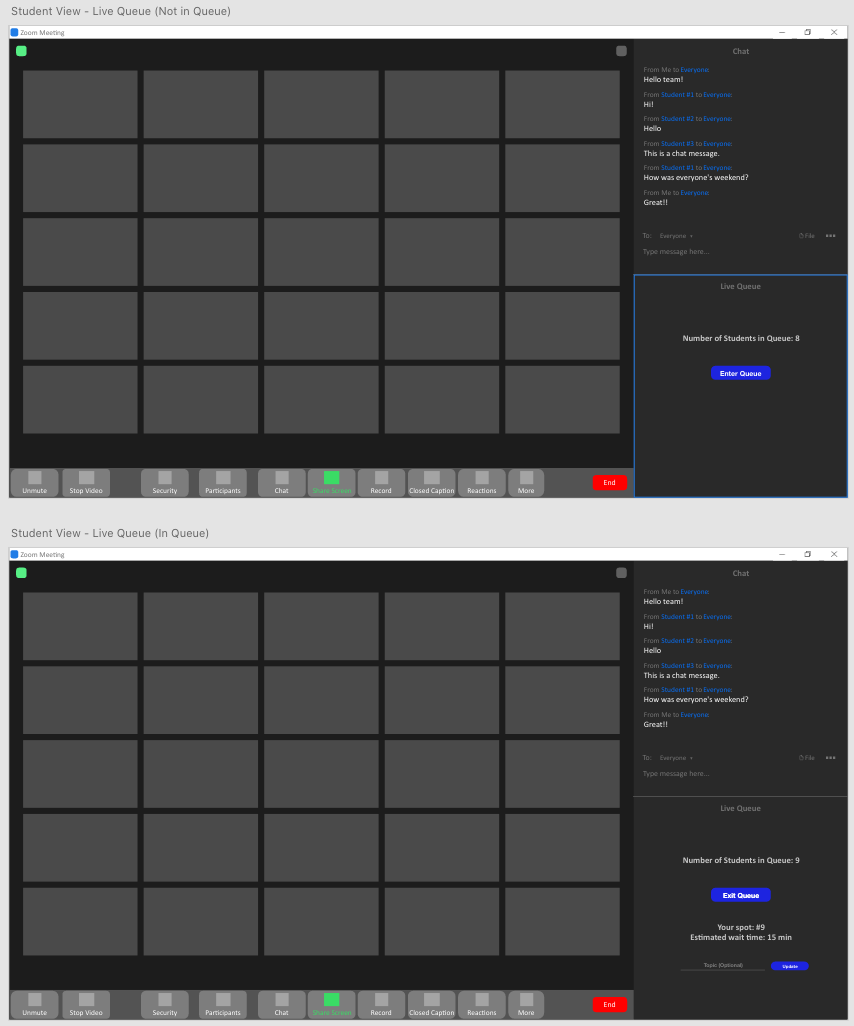 Student View - Live Queue (Not in Queue)
Zoom Meeting
Chat
From Me to Everyone:
Hello team!
From Student #1 to Everyone:
Hi!
From Student #2 to Everyone:
Hello
From Student #3 to Everyone:
This is a chat message.
From Student #1 to Everyone:
How was everyone's weekend?
From Me to Everyone:
Great!!
To: Everyone File
Type message here...
Live Queue
Number of Students in Queue: 8
Enter Queue
Unmute Stop Video Security Participants Chat Share Screen Record Closed Caption Reactions More End
Student View - Live Queue (In Queue)
Zoom Meeting
Chat
From Me to Everyone:
Hello team!
From Student #1 to Everyone:
Hi!
From Student #2 to Everyone:
Hello
From Student #3 to Everyone:
This is a chat message.
From Student #1 to Everyone:
How was everyone's weekend?
From Me to Everyone:
Great!!
To: Everyone File
Type message here...
Live Queue
Number of Students in Queue: 9
Exit Queue
Your spot: #9
Estimated wait time: 15 min
Topic (Optional) Update
Unmute Stop Video Security Participants Chat Share Screen Record Closed Caption Reactions More End